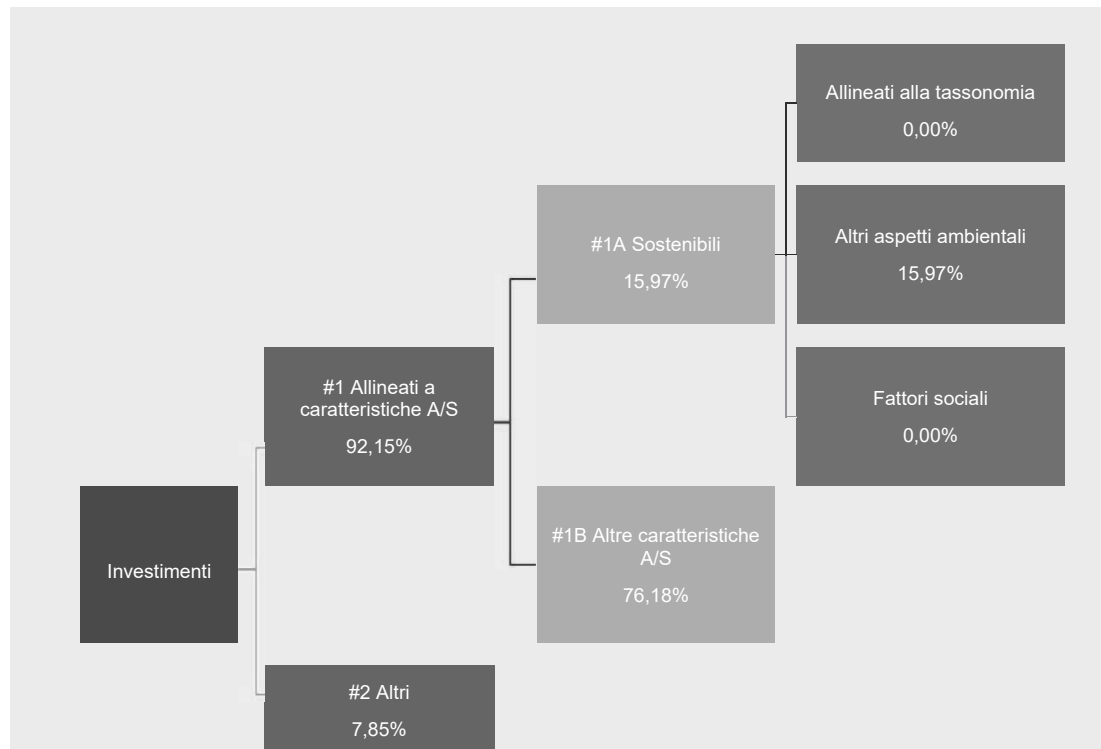 Investimenti
#1 Allineati a
caratteristiche A/S
92,15%
#2 Altri
7,85%
#1A Sostenibili
15,97%
#1B Altre caratteristiche
A/S
76,18%
Allineati alla tassonomia
0,00%
Altri aspetti ambientali
15,97%
Fattori sociali
0,00%